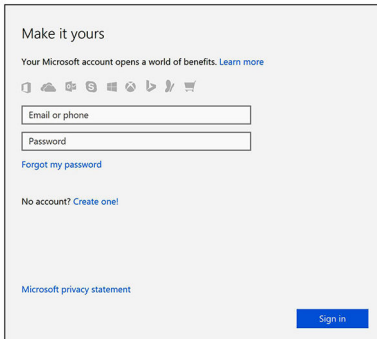 Make it yours
Your Microsoft account opens a world of benefits. Learn more
Email or phone
Password
Forgot my password
No account? Create one!
Microsoft privacy statement
Sign in